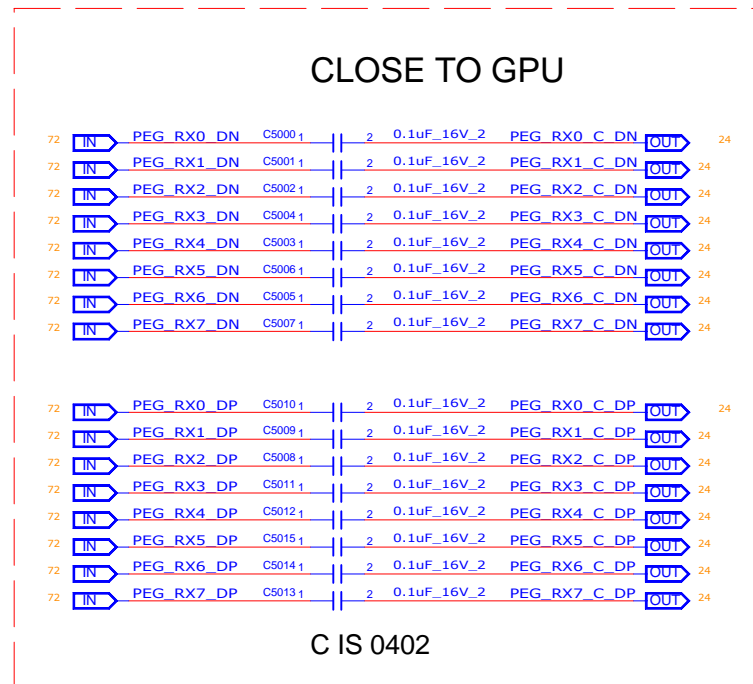 CLOSE TO GPU
72 IN PEG_RX0_DN C5000 1 2 0.1uF_16V_2 PEG_RX0_C_DN OUT 24
72 IN PEG_RX1_DN C5001 1 2 0.1uF_16V_2 PEG_RX1_C_DN OUT 24
72 IN PEG_RX2_DN C5002 1 2 0.1uF_16V_2 PEG_RX2_C_DN OUT 24
72 IN PEG_RX3_DN C5004 1 2 0.1uF_16V_2 PEG_RX3_C_DN OUT 24
72 IN PEG_RX4_DN C5003 1 2 0.1uF_16V_2 PEG_RX4_C_DN OUT 24
72 IN PEG_RX5_DN C5006 1 2 0.1uF_16V_2 PEG_RX5_C_DN OUT 24
72 IN PEG_RX6_DN C5005 1 2 0.1uF_16V_2 PEG_RX6_C_DN OUT 24
72 IN PEG_RX7_DN C5007 1 2 0.1uF_16V_2 PEG_RX7_C_DN OUT 24
72 IN PEG_RX0_DP C5010 1 2 0.1uF_16V_2 PEG_RX0_C_DP OUT 24
72 IN PEG_RX1_DP C5009 1 2 0.1uF_16V_2 PEG_RX1_C_DP OUT 24
72 IN PEG_RX2_DP C5008 1 2 0.1uF_16V_2 PEG_RX2_C_DP OUT 24
72 IN PEG_RX3_DP C5011 1 2 0.1uF_16V_2 PEG_RX3_C_DP OUT 24
72 IN PEG_RX4_DP C5012 1 2 0.1uF_16V_2 PEG_RX4_C_DP OUT 24
72 IN PEG_RX5_DP C5015 1 2 0.1uF_16V_2 PEG_RX5_C_DP OUT 24
72 IN PEG_RX6_DP C5014 1 2 0.1uF_16V_2 PEG_RX6_C_DP OUT 24
72 IN PEG_RX7_DP C5013 1 2 0.1uF_16V_2 PEG_RX7_C_DP OUT 24
C IS 0402